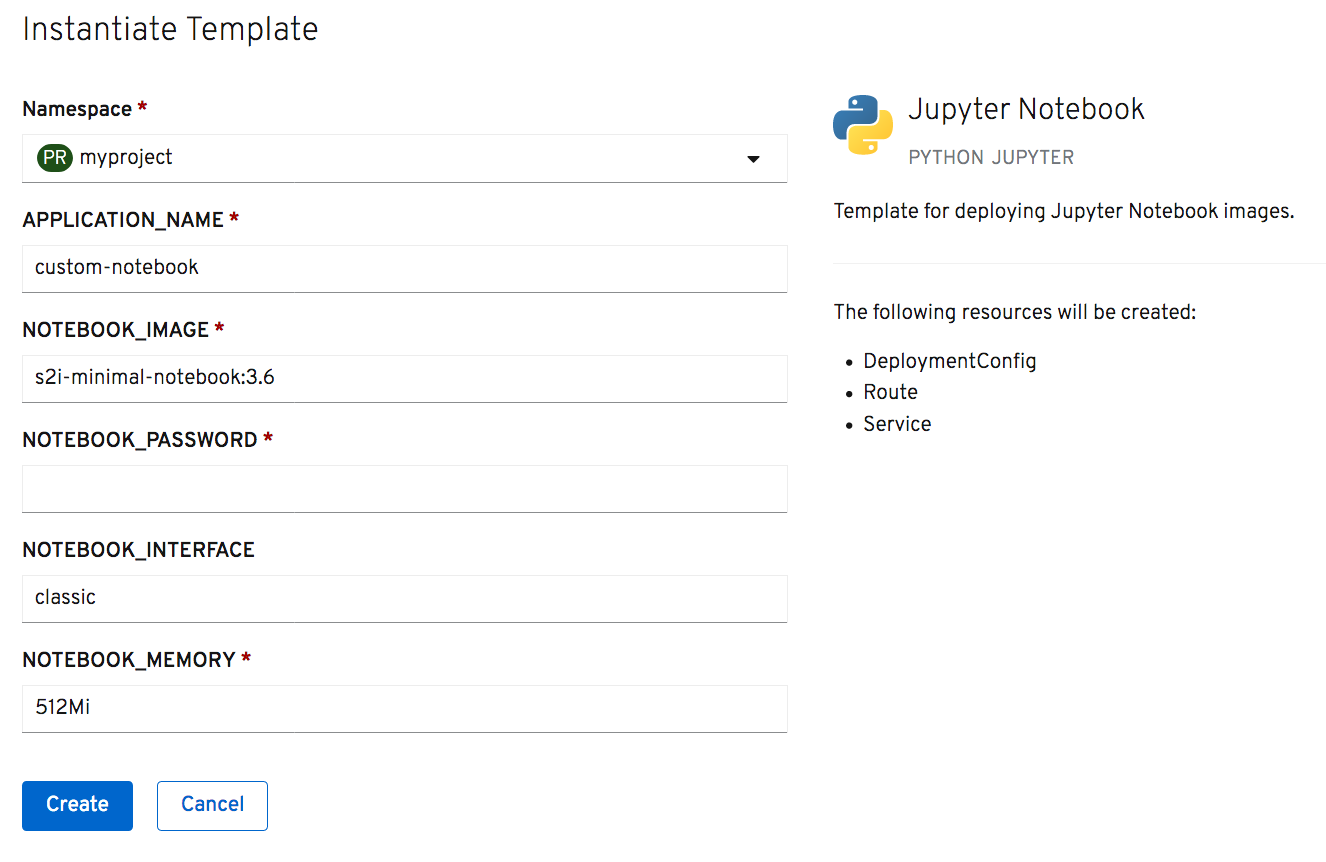 Instantiate Template
Namespace *
PR myproject
APPLICATION_NAME *
custom-notebook
NOTEBOOK_IMAGE *
s2i-minimal-notebook:3.6
NOTEBOOK_PASSWORD *
NOTEBOOK_INTERFACE
classic
NOTEBOOK_MEMORY *
512Mi
Create
Cancel
Jupyter Notebook
PYTHON JUPYTER
Template for deploying Jupyter Notebook images.
The following resources will be created:
• DeploymentConfig
• Route
• Service